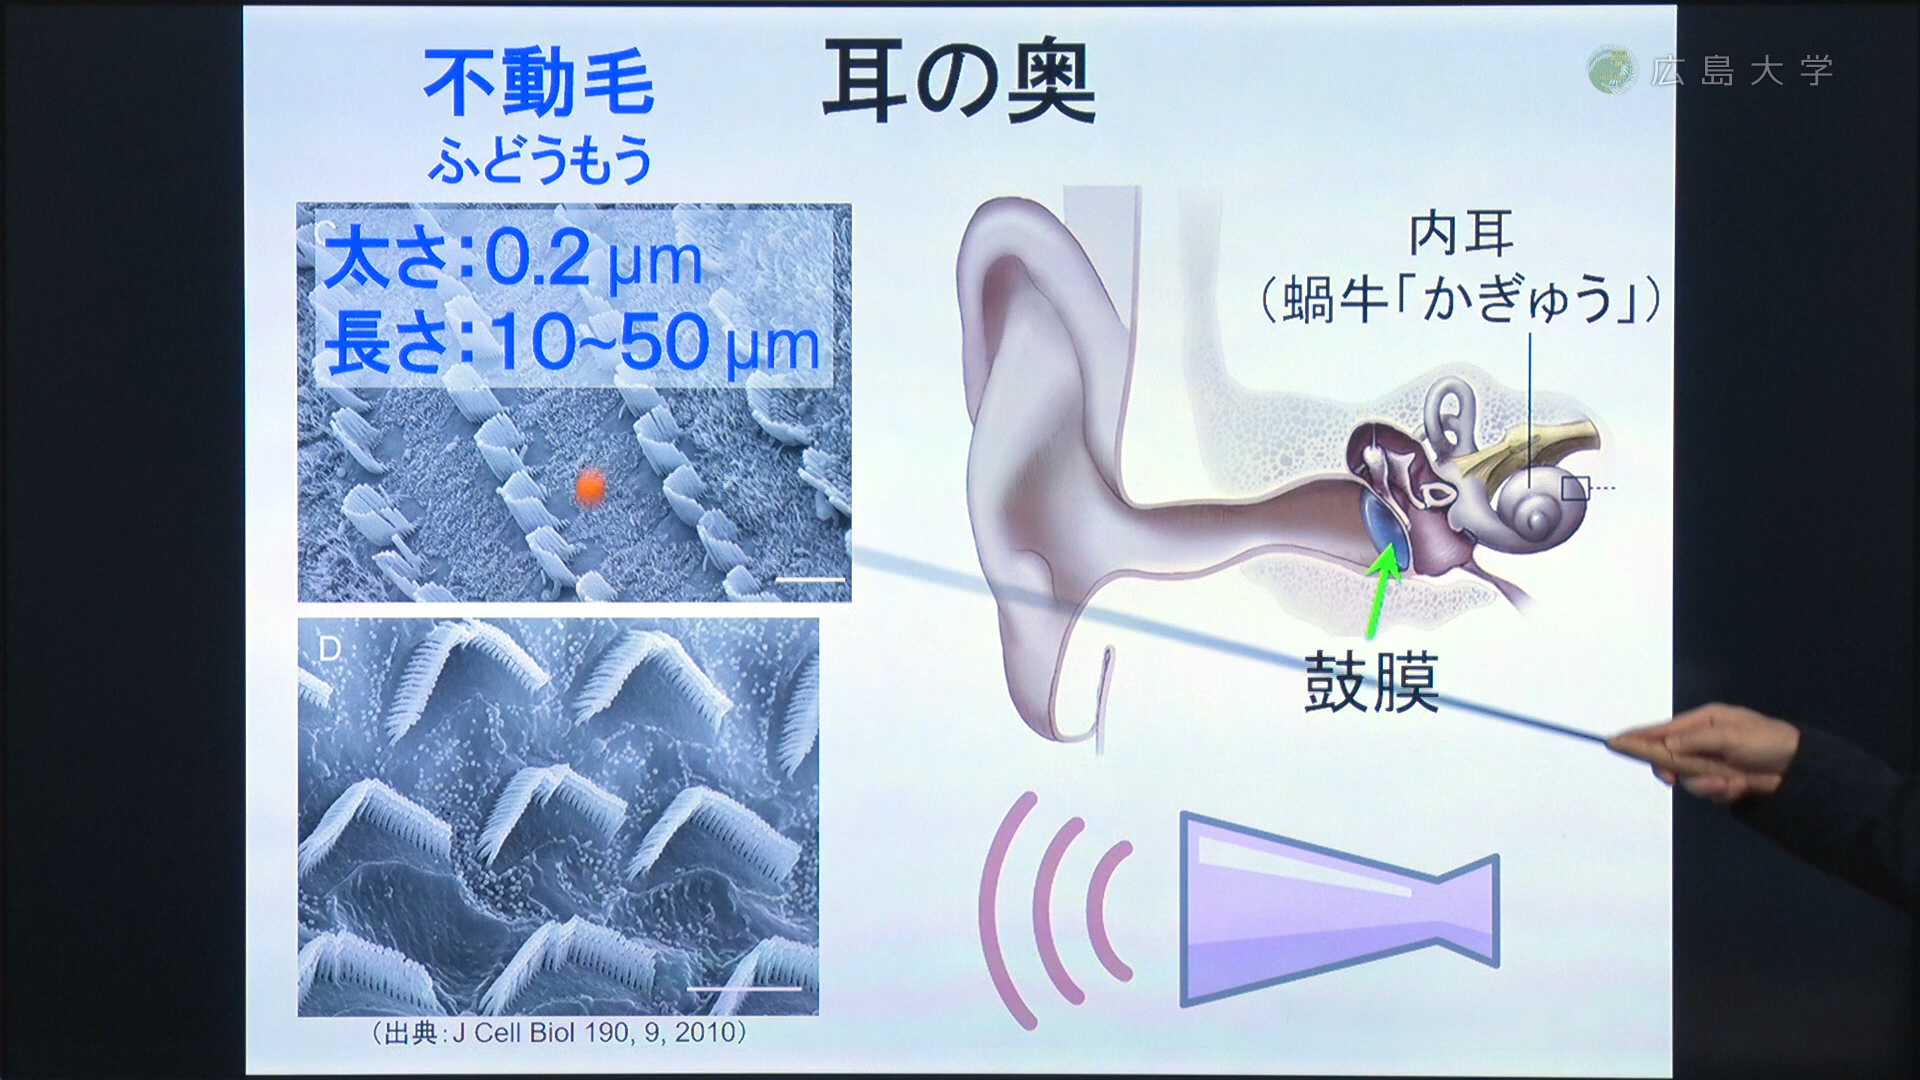 不動毛
ふどうもう
耳の奥
広島大学
太さ：0.2 µm
長さ：10~50 µm
内耳
（蝸牛「かぎゅう」）
鼓膜
D
（出典：J Cell Biol 190, 9, 2010）